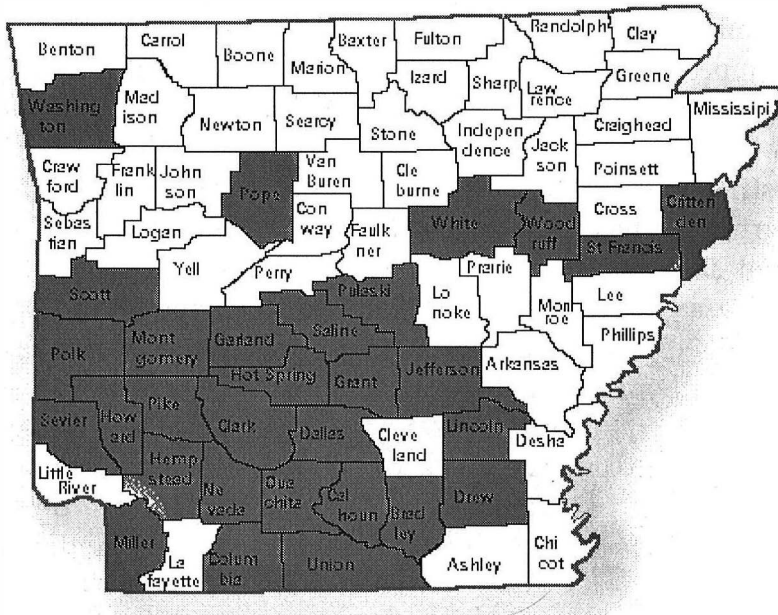 Benton
Carrol
Boone
Baxter
Marion
Fulton
Randolph
Clay
Izard
Sharp
Law
rence
Greene
Washing
ton
Mad
ison
Newton
Searcy
Stone
Indepen
dence
Jack
son
Craighead
Mississippi
Poinsett
Craw
ford
Frank
lin
John
son
Pope
Van
Buren
Cle
burne
White
Wood
ruff
Cross
Critten
den
St Francis
Sebas
tian
Logan
Con
way
Faulk
ner
Yell
Perry
Prairie
Lo
noke
Mon
roe
Lee
Phillips
Scott
Pulaski
Saline
Polk
Mont
gomery
Garland
Hot Spring
Grant
Jefferson
Arkansas
Sevier
How
ard
Pike
Clark
Dallas
Cleve
land
Lincoln
Desha
Little
River
Hemp
stead
Ne
vada
Oua
chita
Cal
houn
Brad
ley
Drew
Miller
La
fayette
Colum
bia
Union
Ashley
Chi
cot